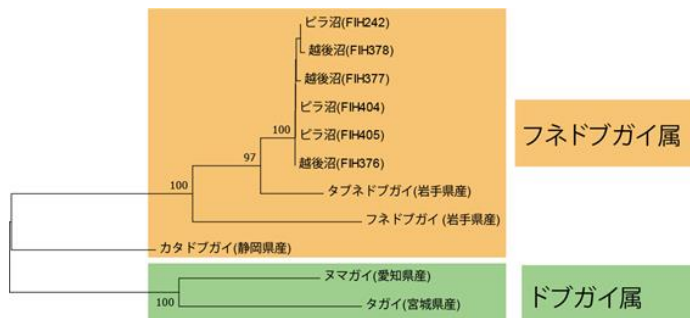 ピラ沼(FIH242)
越後沼(FIH378)
越後沼(FIH377)
ピラ沼(FIH404)
100
ピラ沼(FIH405)
フネドブガイ属
97
越後沼(FIH376)
100
タブネドブガイ(岩手県産)
フネドブガイ (岩手県産)
カタドブガイ(静岡県産)
ヌマガイ(愛知県産)
ドブガイ属
100
タガイ(宮城県産)